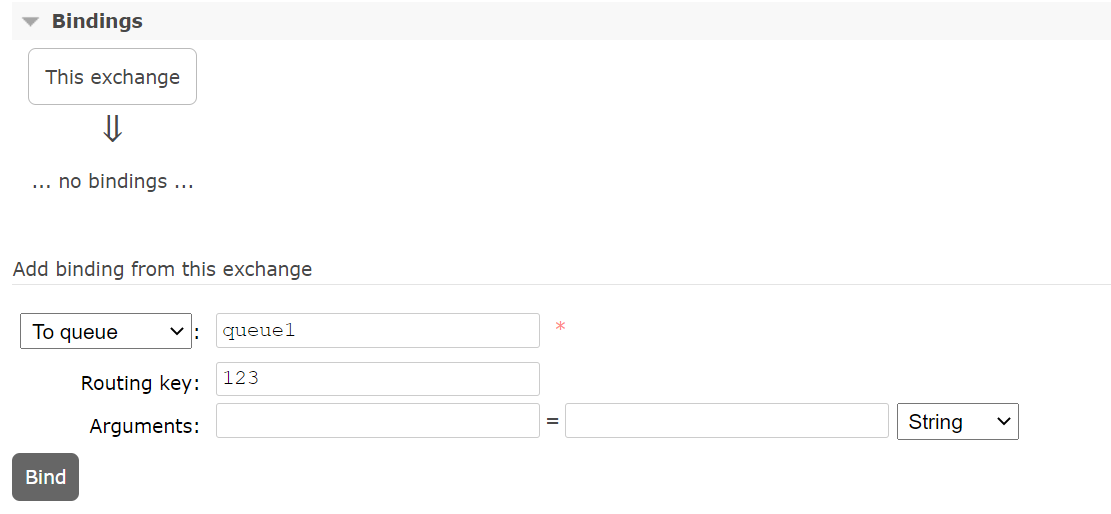 Bindings
This exchange
⇓
... no bindings ...
Add binding from this exchange
To queue : queue1 *
Routing key: 123
Arguments: = String
Bind